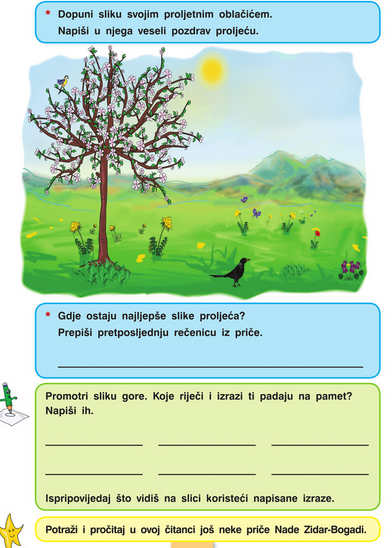 * Dopuni sliku svojim proljetnim oblačićem.
Napiši u njega veseli pozdrav proljeću.
* Gdje ostaju najljepše slike proljeća?
Prepiši pretposljednju rečenicu iz priče.
Promotri sliku gore. Koje riječi i izrazi ti padaju na pamet?
Napiši ih.
Ispripovijedaj što vidiš na slici koristeći napisane izraze.
Potraži i pročitaj u ovoj čitanci još neke priče Nade Zidar-Bogadi.